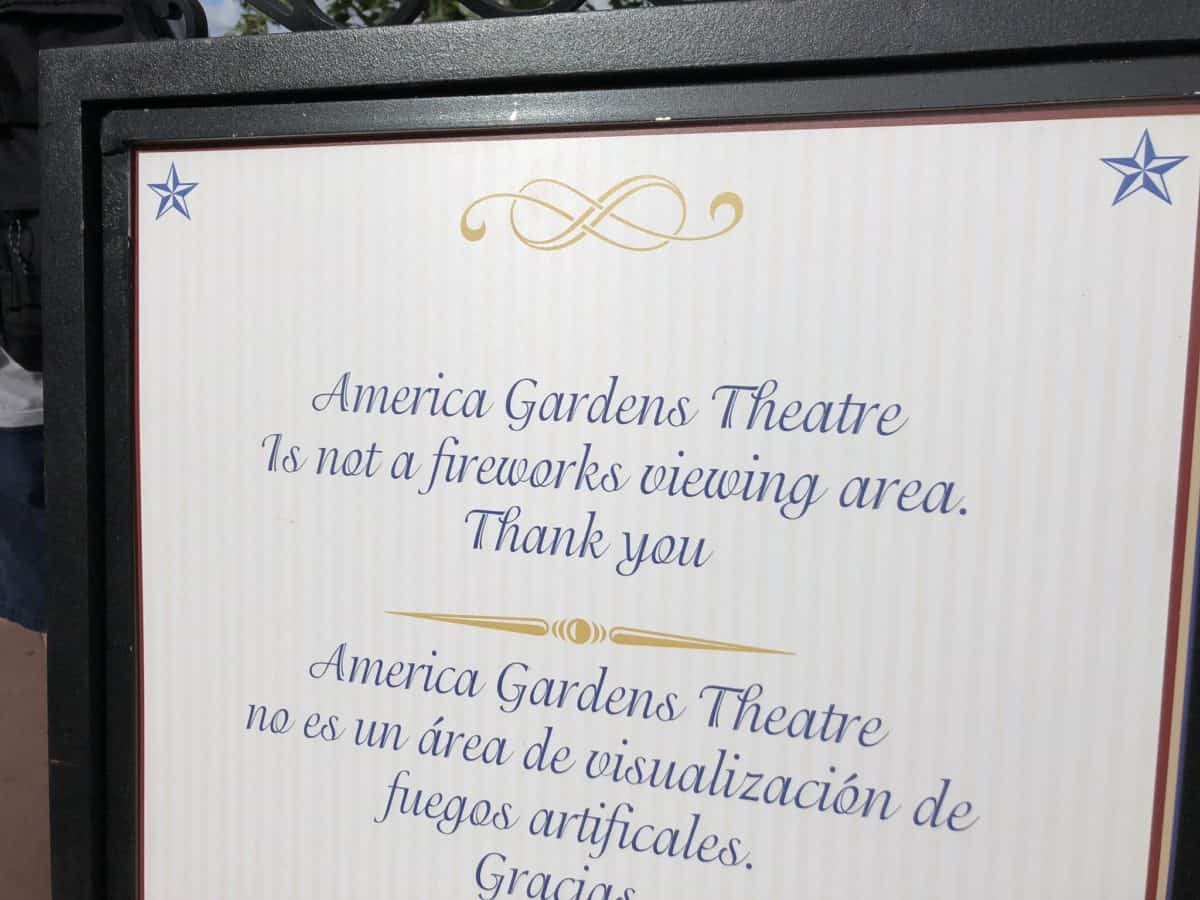 America Gardens Theatre
Is not a fireworks viewing area.
Thank you
America Gardens Theatre
no es un área de visualización de
fuegos artificales.
Gracias